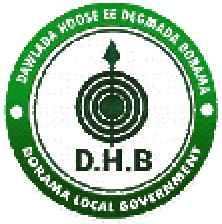 DAWLADA HOOSE EE DEGMADA BORAMA
D.H.B
BORAMA LOCAL GOVERNMENT